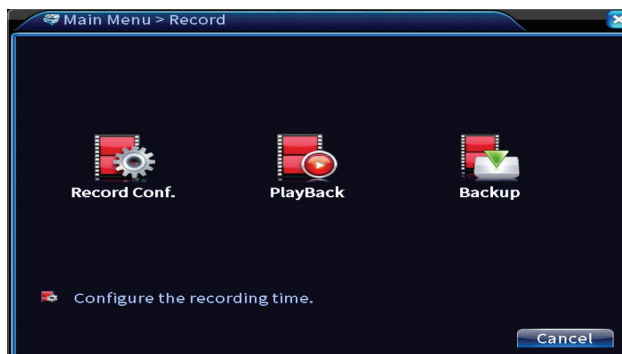 Main Menu > Record
Record Conf. PlayBack Backup
Configure the recording time.
Cancel